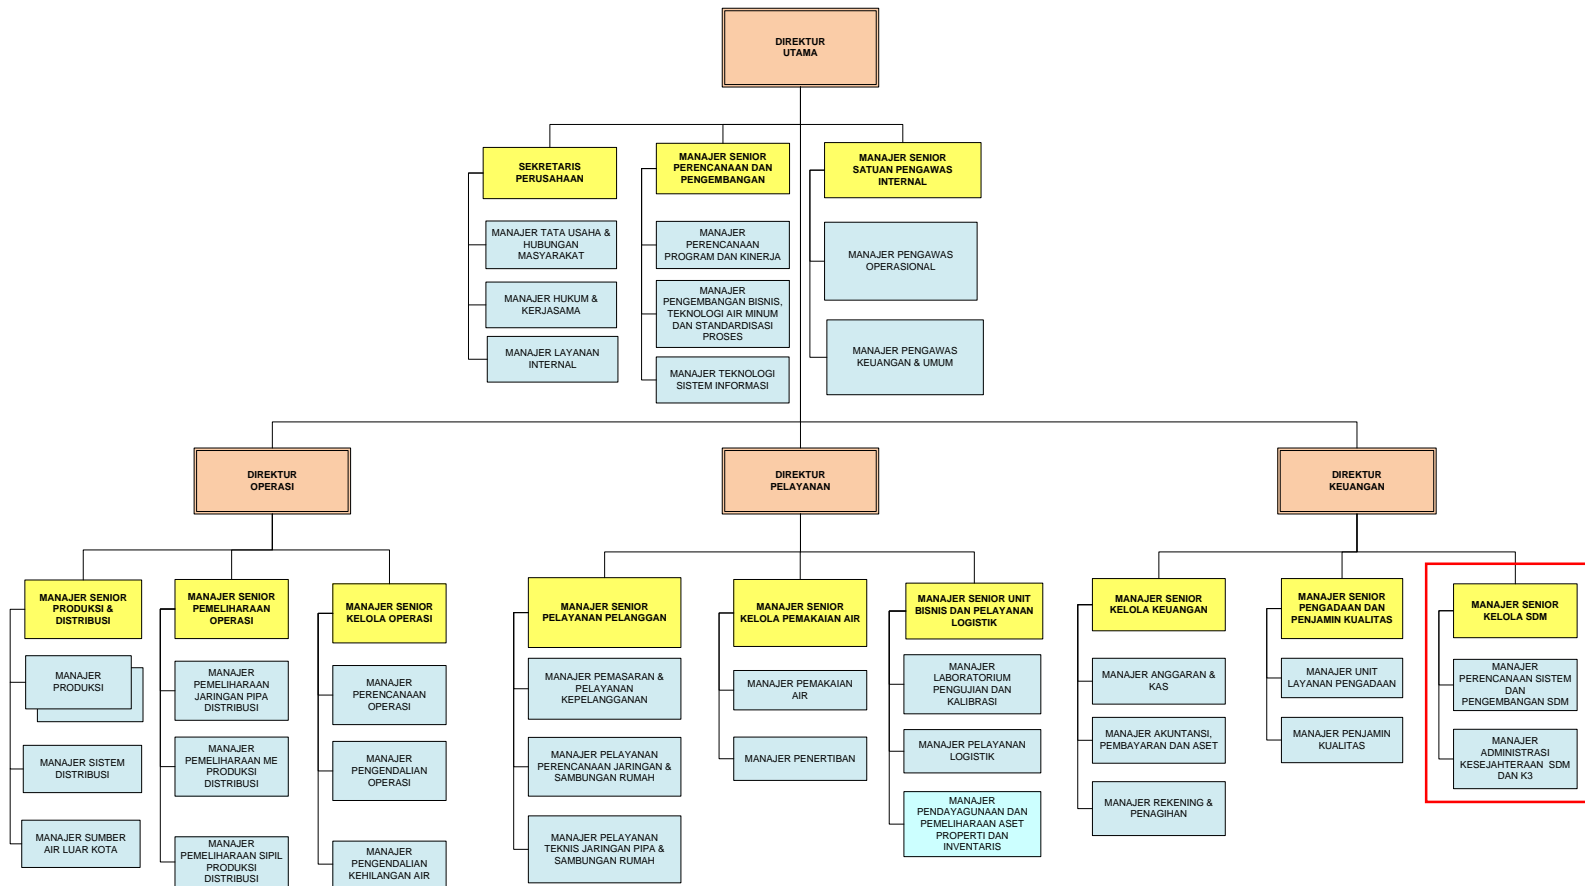 DIREKTUR
UTAMA
SEKRETARIS
PERUSAHAAN
MANAJER TATA USAHA &
HUBUNGAN
MASYARAKAT
MANAJER HUKUM &
KERJASAMA
MANAJER LAYANAN
INTERNAL
MANAJER SENIOR
PERENCANAAN DAN
PENGEMBANGAN
MANAJER
PERENCANAAN
PROGRAM DAN KINERJA
MANAJER
PENGEMBANGAN BISNIS,
TEKNOLOGI AIR MINUM
DAN STANDARDISASI
PROSES
MANAJER TEKNOLOGI
SISTEM INFORMASI
MANAJER SENIOR
SATUAN PENGAWAS
INTERNAL
MANAJER PENGAWAS
OPERASIONAL
MANAJER PENGAWAS
KEUANGAN & UMUM
DIREKTUR
OPERASI
MANAJER SENIOR
PRODUKSI &
DISTRIBUSI
MANAJER
PRODUKSI
MANAJER SISTEM
DISTRIBUSI
MANAJER SUMBER
AIR LUAR KOTA
MANAJER SENIOR
PEMELIHARAAN
OPERASI
MANAJER
PEMELIHARAAN
JARINGAN PIPA
DISTRIBUSI
MANAJER
PEMELIHARAAN ME
PRODUKSI
DISTRIBUSI
MANAJER
PEMELIHARAAN SIPIL
PRODUKSI
DISTRIBUSI
MANAJER SENIOR
KELOLA OPERASI
MANAJER
PERENCANAAN
OPERASI
MANAJER
PENGENDALIAN
OPERASI
MANAJER
PENGENDALIAN
KEHILANGAN AIR
DIREKTUR
PELAYANAN
MANAJER SENIOR
PELAYANAN PELANGGAN
MANAJER PEMASARAN &
PELAYANAN
KEPELANGGANAN
MANAJER PELAYANAN
PERENCANAAN JARINGAN &
SAMBUNGAN RUMAH
MANAJER PELAYANAN
TEKNIS JARINGAN PIPA &
SAMBUNGAN RUMAH
MANAJER SENIOR
KELOLA PEMAKAIAN AIR
MANAJER PEMAKAIAN
AIR
MANAJER PENERTIBAN
MANAJER SENIOR UNIT
BISNIS DAN PELAYANAN
LOGISTIK
MANAJER
LABORATORIUM
PENGUJIAN DAN
KALIBRASI
MANAJER PELAYANAN
LOGISTIK
MANAJER
PENDAYAGUNAAN DAN
PEMELIHARAAN ASET
PROPERTI DAN
INVENTARIS
DIREKTUR
KEUANGAN
MANAJER SENIOR
KELOLA KEUANGAN
MANAJER ANGGARAN &
KAS
MANAJER AKUNTANSI,
PEMBAYARAN DAN ASET
MANAJER REKENING &
PENAGIHAN
MANAJER SENIOR
PENGADAAN DAN
PENJAMIN KUALITAS
MANAJER UNIT
LAYANAN PENGADAAN
MANAJER PENJAMIN
KUALITAS
MANAJER SENIOR
KELOLA SDM
MANAJER
PERENCANAAN SISTEM
DAN
PENGEMBANGAN SDM
MANAJER
ADMINISTRASI
KESEJAHTERAAN SDM
DAN K3